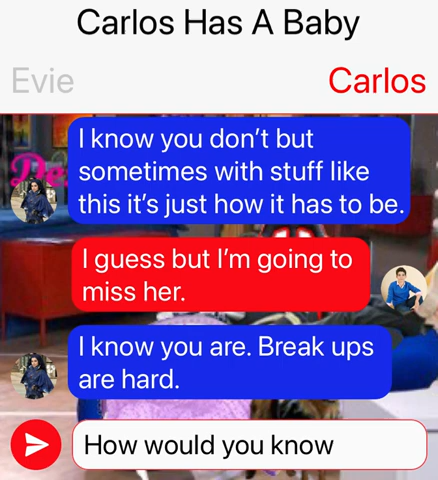 Carlos Has A Baby
Evie
Carlos
De
I know you don't but
sometimes with stuff like
this it's just how it has to be.
I guess but I'm going to
miss her.
I know you are. Break ups
are hard.
How would you know